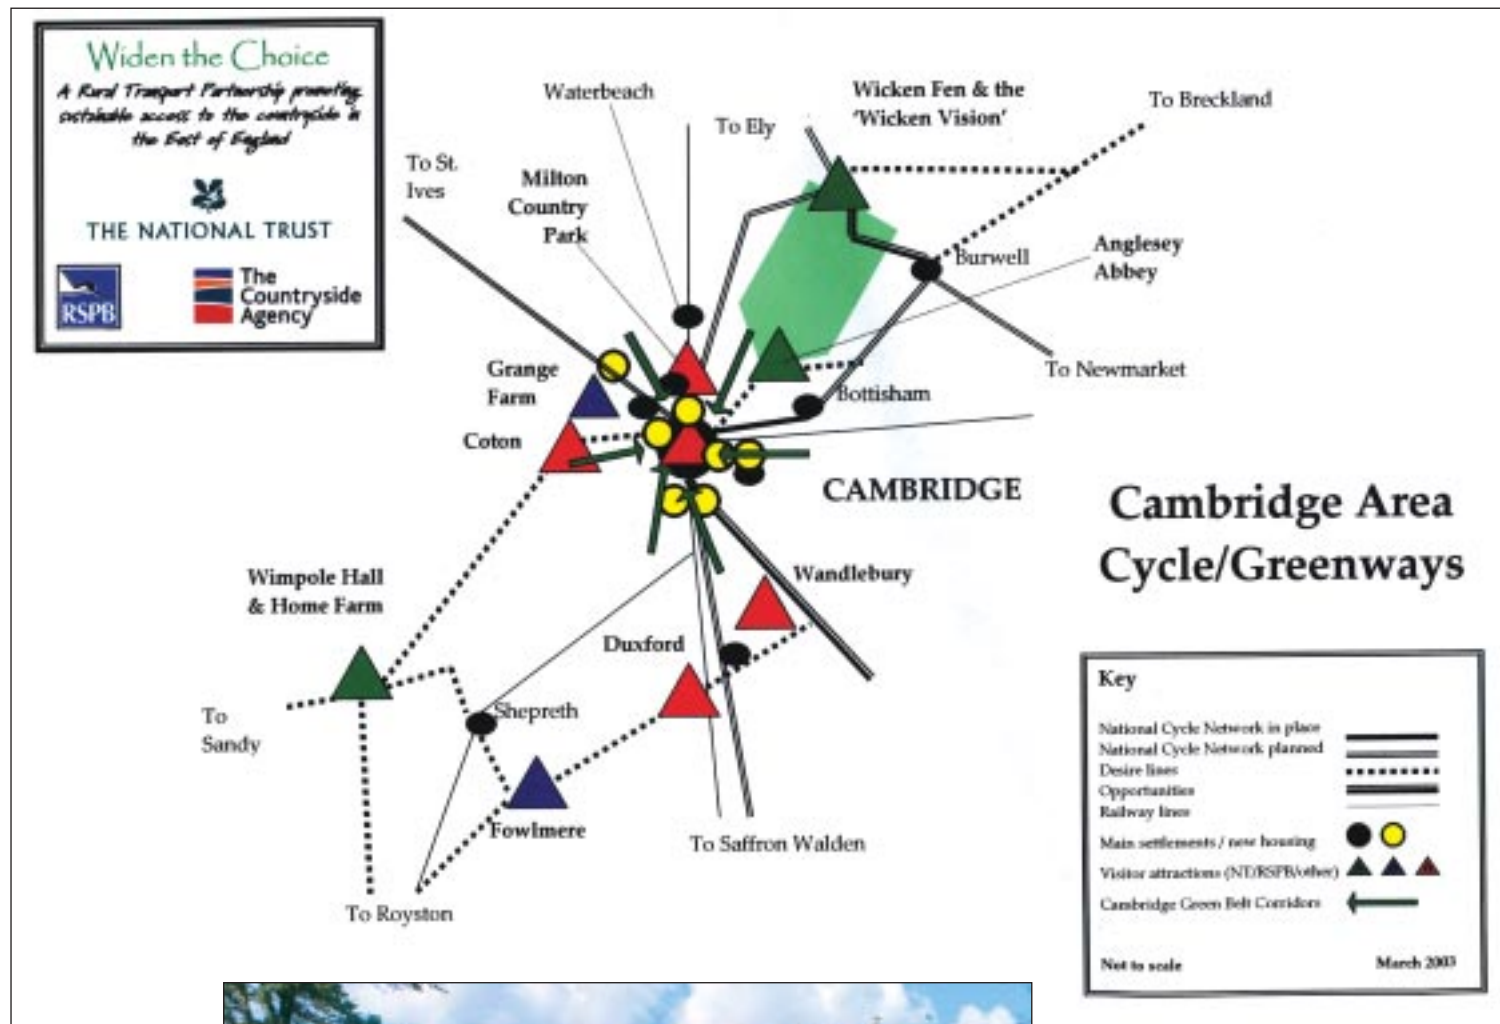 Widen the Choice
A Rural Transport Partnership promoting
sustainable access to the countryside in
the East of England
THE NATIONAL TRUST
RSPB
The
Countryside
Agency
Waterbeach
To Ely
Wicken Fen & the
'Wicken Vision'
To Breckland
To St.
Ives
Milton
Country
Park
Anglesey
Abbey
Burwell
To Newmarket
Grange
Farm
Bottisham
Coton
CAMBRIDGE
Cambridge Area
Cycle/Greenways
Wimpole Hall
& Home Farm
Wandlebury
Duxford
To
Sandy
Shepreth
Fowlmere
To Saffron Walden
To Royston
Key
National Cycle Network in place
National Cycle Network planned
Desire lines
Opportunities
Railway lines
Main settlements / new housing
Visitor attractions (NT/RSPB/other)
Cambridge Green Belt Corridors
Not to scale
March 2003